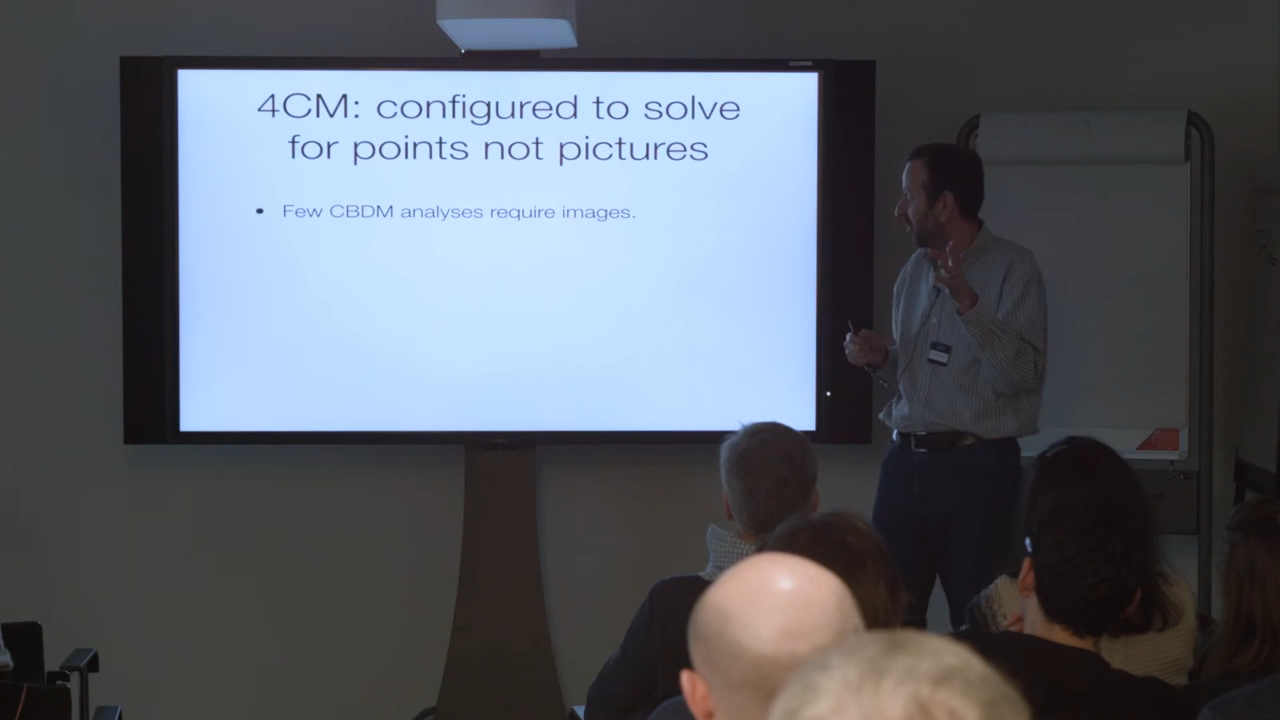 4CM: configured to solve
for points not pictures
• Few CBDM analyses require images.